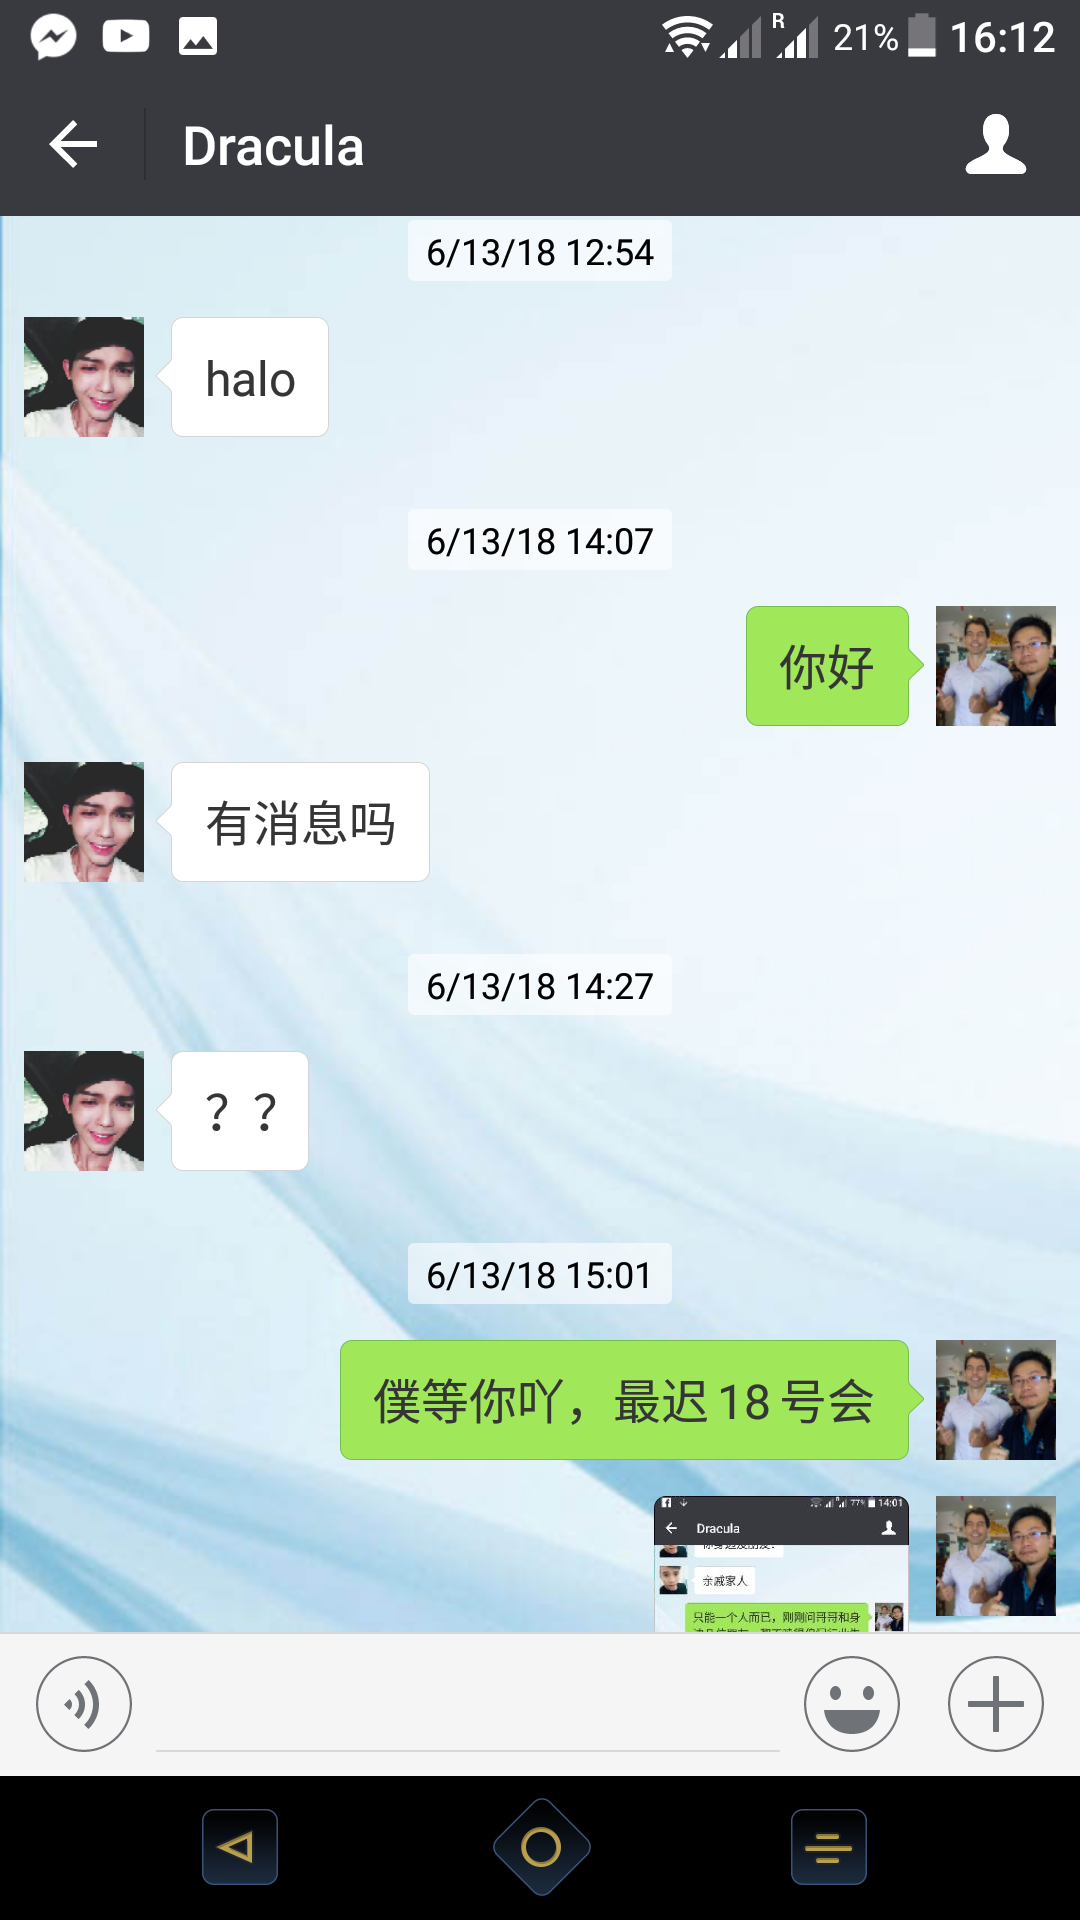 R 21% 16:12
Dracula
6/13/18 12:54
halo
6/13/18 14:07
你好
有消息吗
6/13/18 14:27
？？
6/13/18 15:01
僕等你吖，最迟18号会
77% 14:01
Dracula
亲戚家人
只能一个人而已，刚刚问哥哥和身